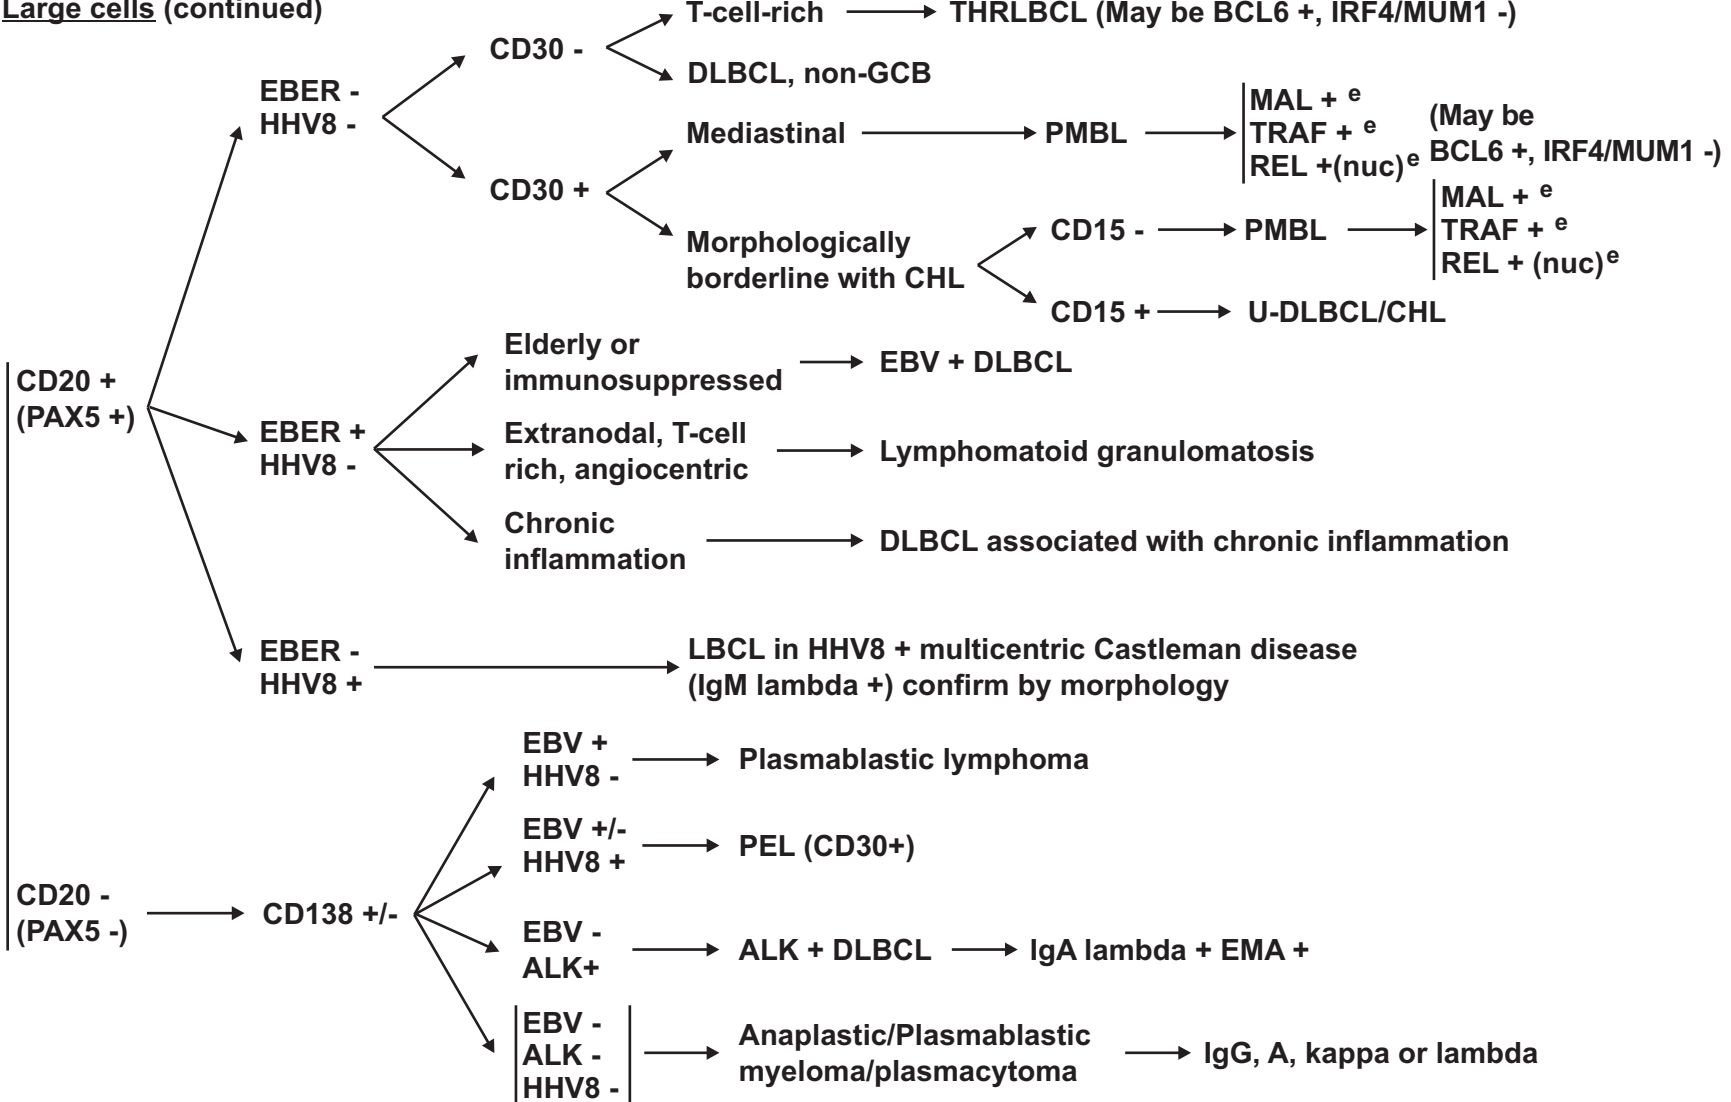 Large cells (continued)
T-cell-rich
THRLBCL (May be BCL6 +, IRF4/MUM1 -)
CD30 -
DLBCL, non-GCB
EBER -
HHV8 -
Mediastinal
PMBL
MAL + e
TRAF + e
REL +(nuc) e
(May be
BCL6 +, IRF4/MUM1 -)
CD30 +
Morphologically
borderline with CHL
CD15 -
PMBL
MAL + e
TRAF + e
REL + (nuc) e
CD15 +
U-DLBCL/CHL
CD20 +
(PAX5 +)
EBER +
HHV8 -
Elderly or
immunosuppressed
EBV + DLBCL
Extranodal, T-cell
rich, angiocentric
Lymphomatoid granulomatosis
Chronic
inflammation
DLBCL associated with chronic inflammation
EBER -
HHV8 +
LBCL in HHV8 + multicentric Castleman disease
(IgM lambda +) confirm by morphology
CD20 -
(PAX5 -)
CD138 +/-
EBV +
HHV8 -
Plasmablastic lymphoma
EBV +/-
HHV8 +
PEL (CD30+)
EBV -
ALK+
ALK + DLBCL
IgA lambda + EMA +
EBV -
ALK -
HHV8 -
Anaplastic/Plasmablastic
myeloma/plasmacytoma
IgG, A, kappa or lambda